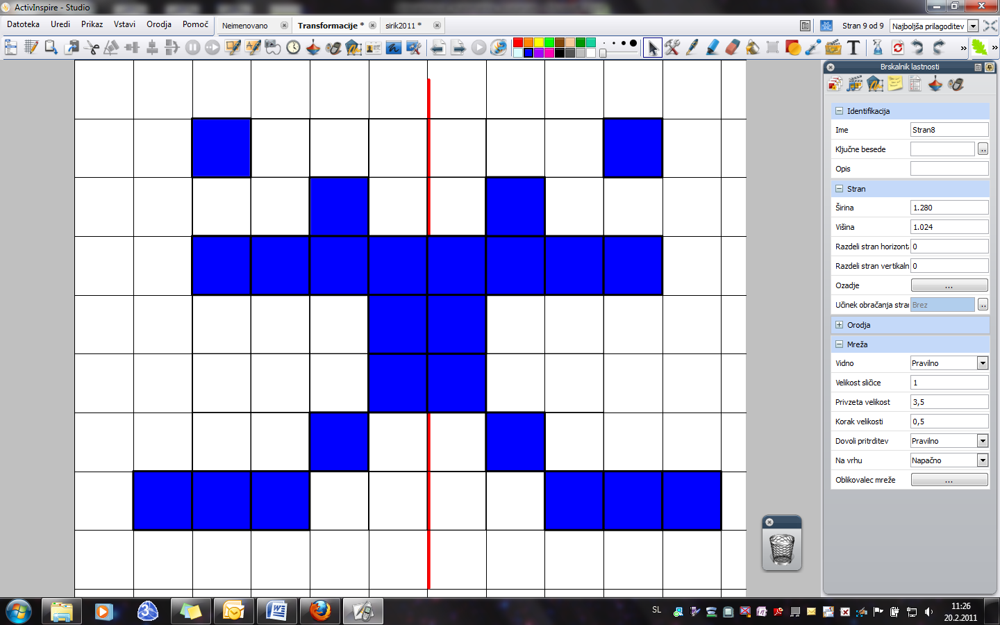 ActivInspire - Studio
Datoteka Uredi Prikaz Vstavi Orodja Pomoč
Neimenovano Transformacije * sirik2011 *
Stran 9 od 9 Najboljša prilagoditev
Brskalnik lastnosti
Identifikacija
Ime Stran8
Ključne besede ..
Opis
Stran
Širina 1.280
Višina 1.024
Razdeli stran horizont 0
Razdeli stran vertikaln 0
Ozadje ...
Učinek obračanja stra Brez ..
Orodja
Mreža
Vidno Pravilno
Velikost sličice 1
Privzeta velikost 3,5
Korak velikosti 0,5
Dovoli pritrditev Pravilno
Na vrhu Napačno
Oblikovalec mreže ...
SL 11:26
20.2.2011